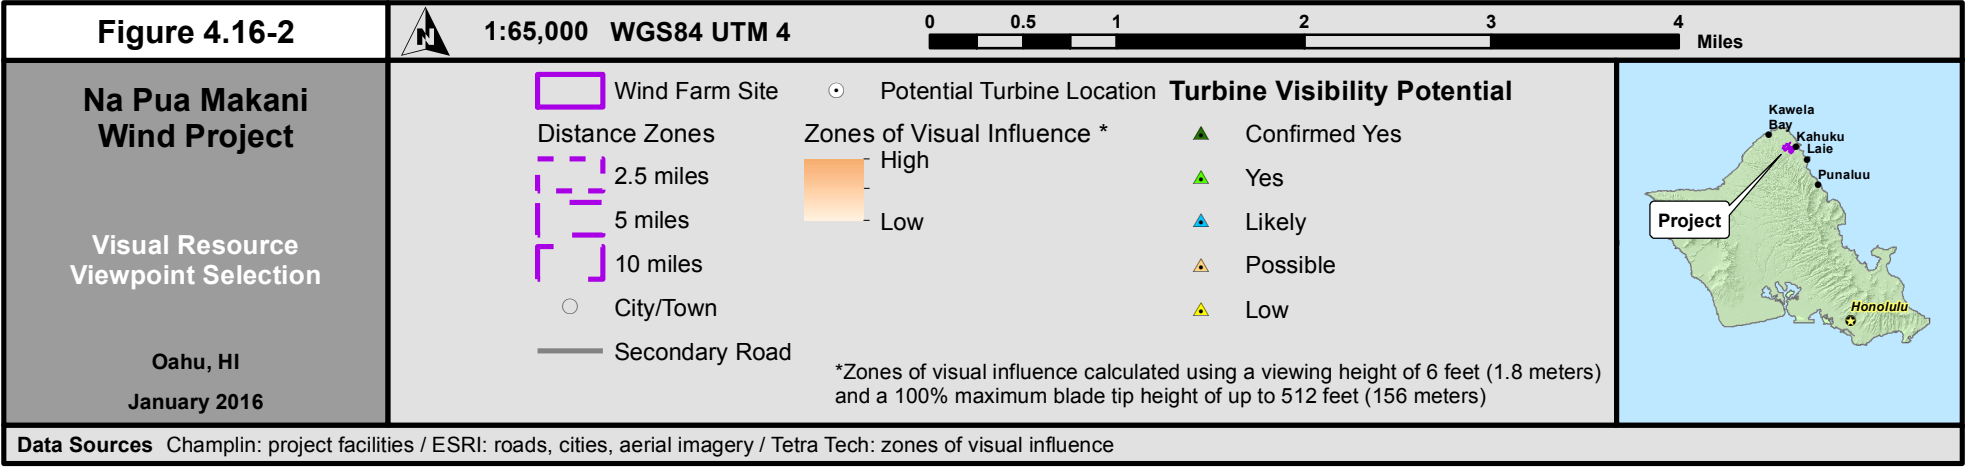 Figure 4.16-2
N
1:65,000 WGS84 UTM 4
0 0.5 1 2 3 4
Miles
Na Pua Makani
Wind Project
Visual Resource
Viewpoint Selection
Oahu, HI
January 2016
Wind Farm Site
Distance Zones
2.5 miles
5 miles
10 miles
City/Town
Secondary Road
Potential Turbine Location
Zones of Visual Influence *
High
Low
Turbine Visibility Potential
Confirmed Yes
Yes
Likely
Possible
Low
*Zones of visual influence calculated using a viewing height of 6 feet (1.8 meters)
and a 100% maximum blade tip height of up to 512 feet (156 meters)
Kawela
Bay
Kahuku
Laie
Punaluu
Project
Honolulu
Data Sources Champlin: project facilities / ESRI: roads, cities, aerial imagery / Tetra Tech: zones of visual influence